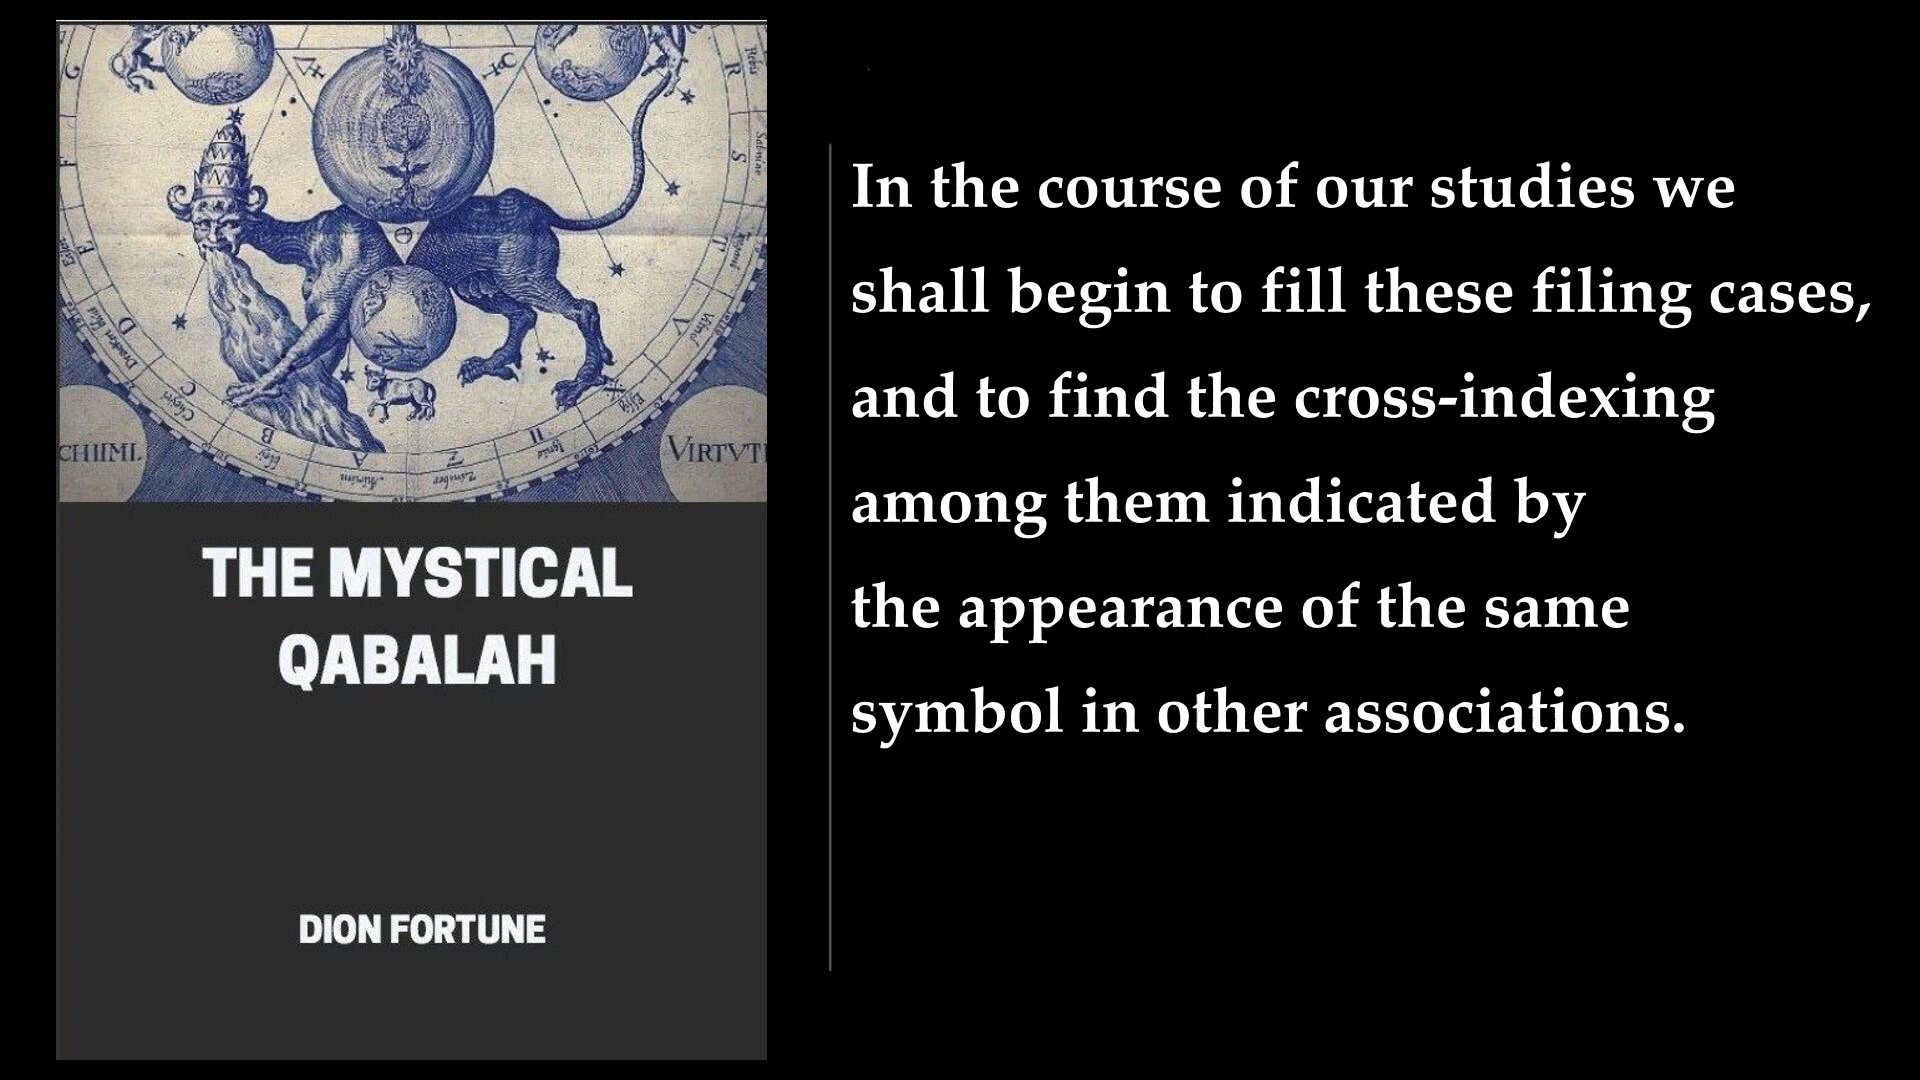 CHIIMI.
VIRTVTI
THE MYSTICAL
QABALAH
DION FORTUNE
In the course of our studies we
shall begin to fill these filing cases,
and to find the cross-indexing
among them indicated by
the appearance of the same
symbol in other associations.